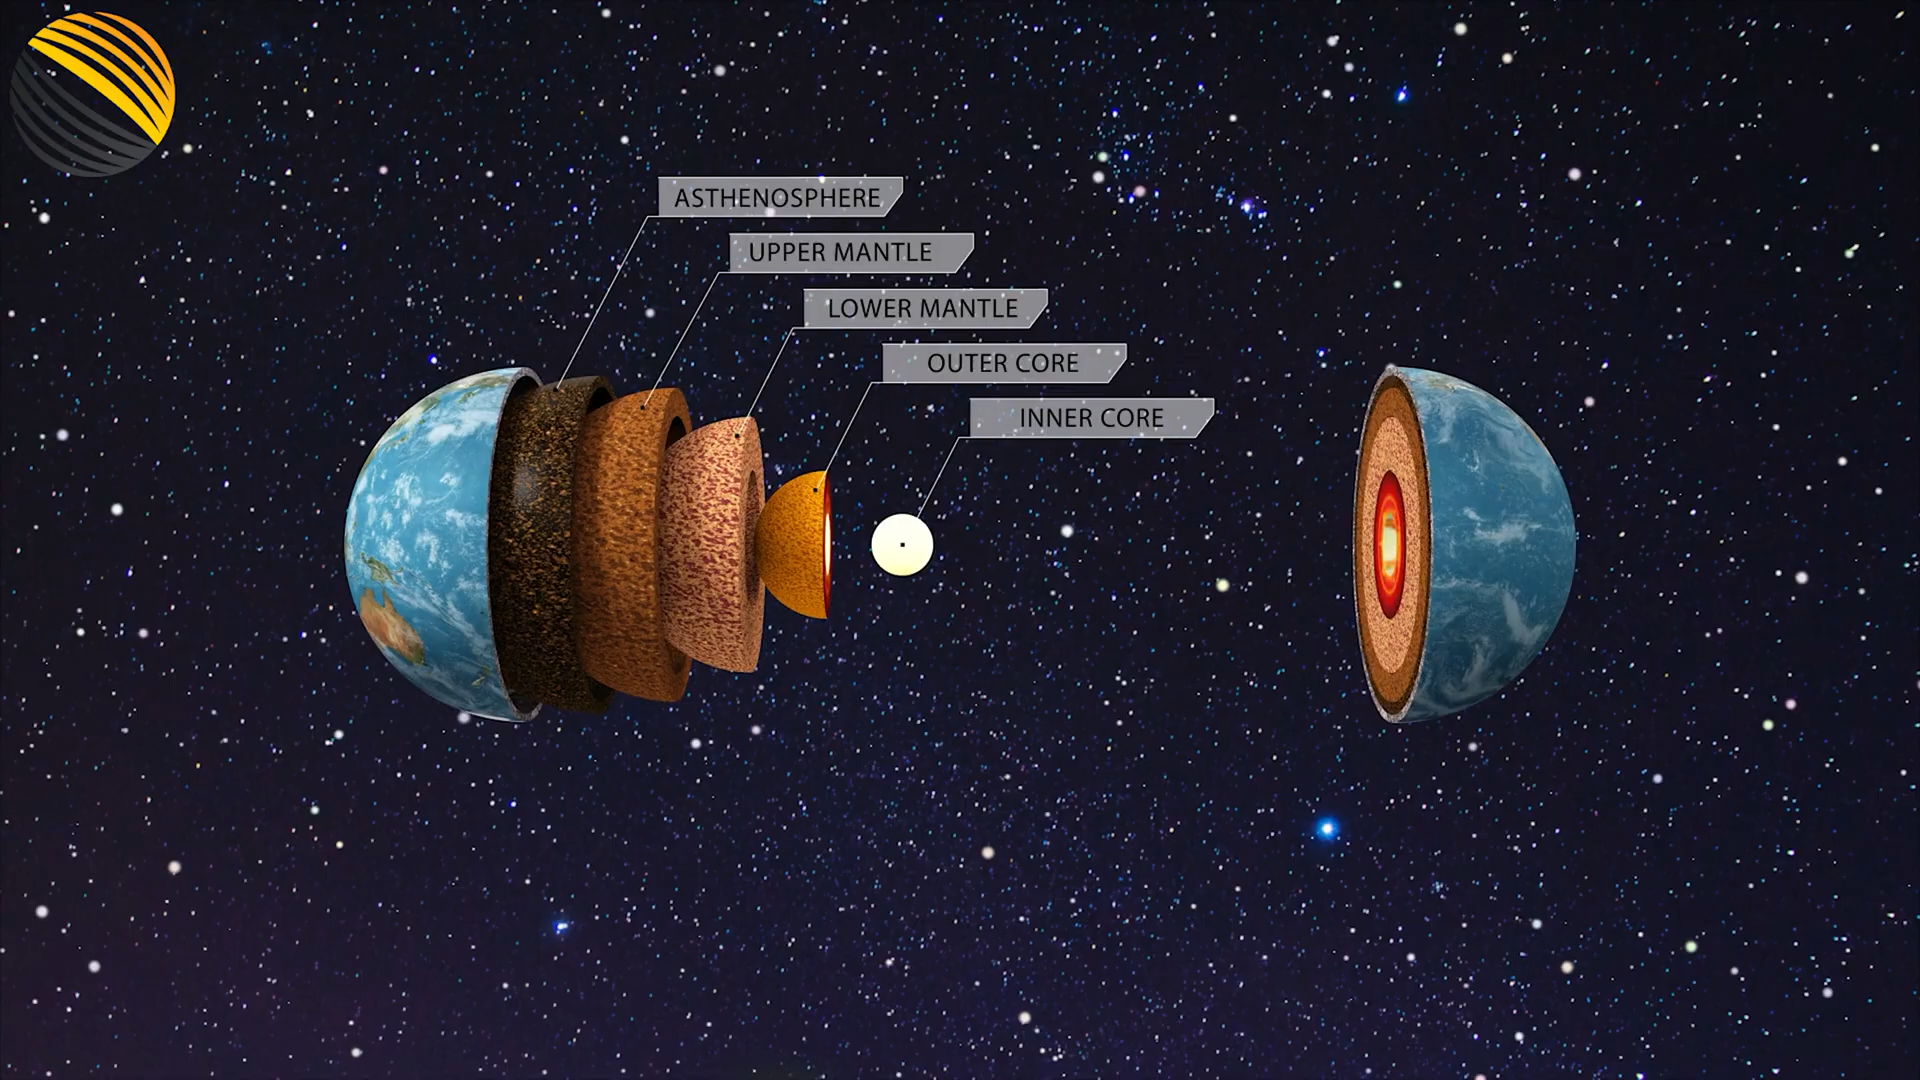 ASTHENOSPHERE
UPPER MANTLE
LOWER MANTLE
OUTER CORE
INNER CORE